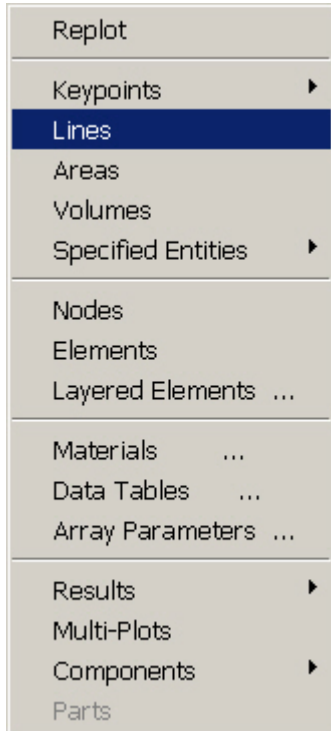 Replot
Keypoints
Lines
Areas
Volumes
Specified Entities
Nodes
Elements
Layered Elements ...
Materials ...
Data Tables ...
Array Parameters ...
Results
Multi-Plots
Components
Parts